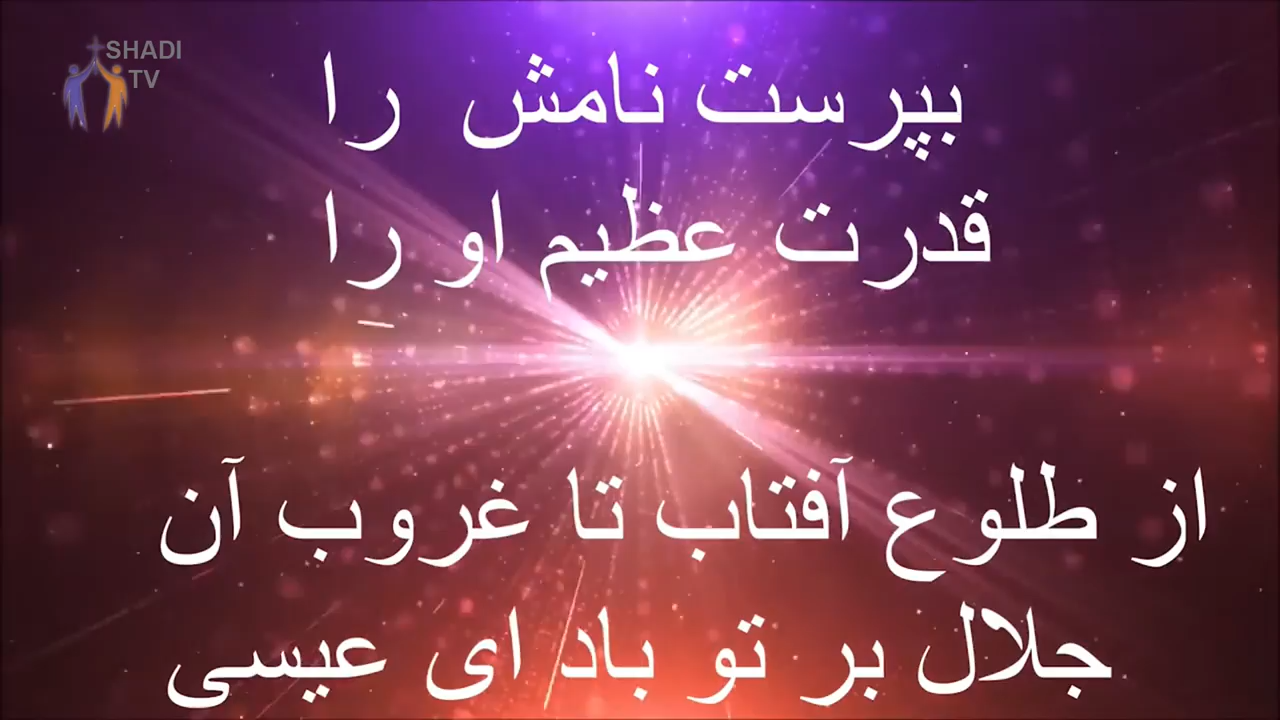 SHADI
TV
بپرست نامش را
قدرت عظیم او رِا
از طلوع آفتاب تا غروب آن
جلال بر تو باد ای عیسی